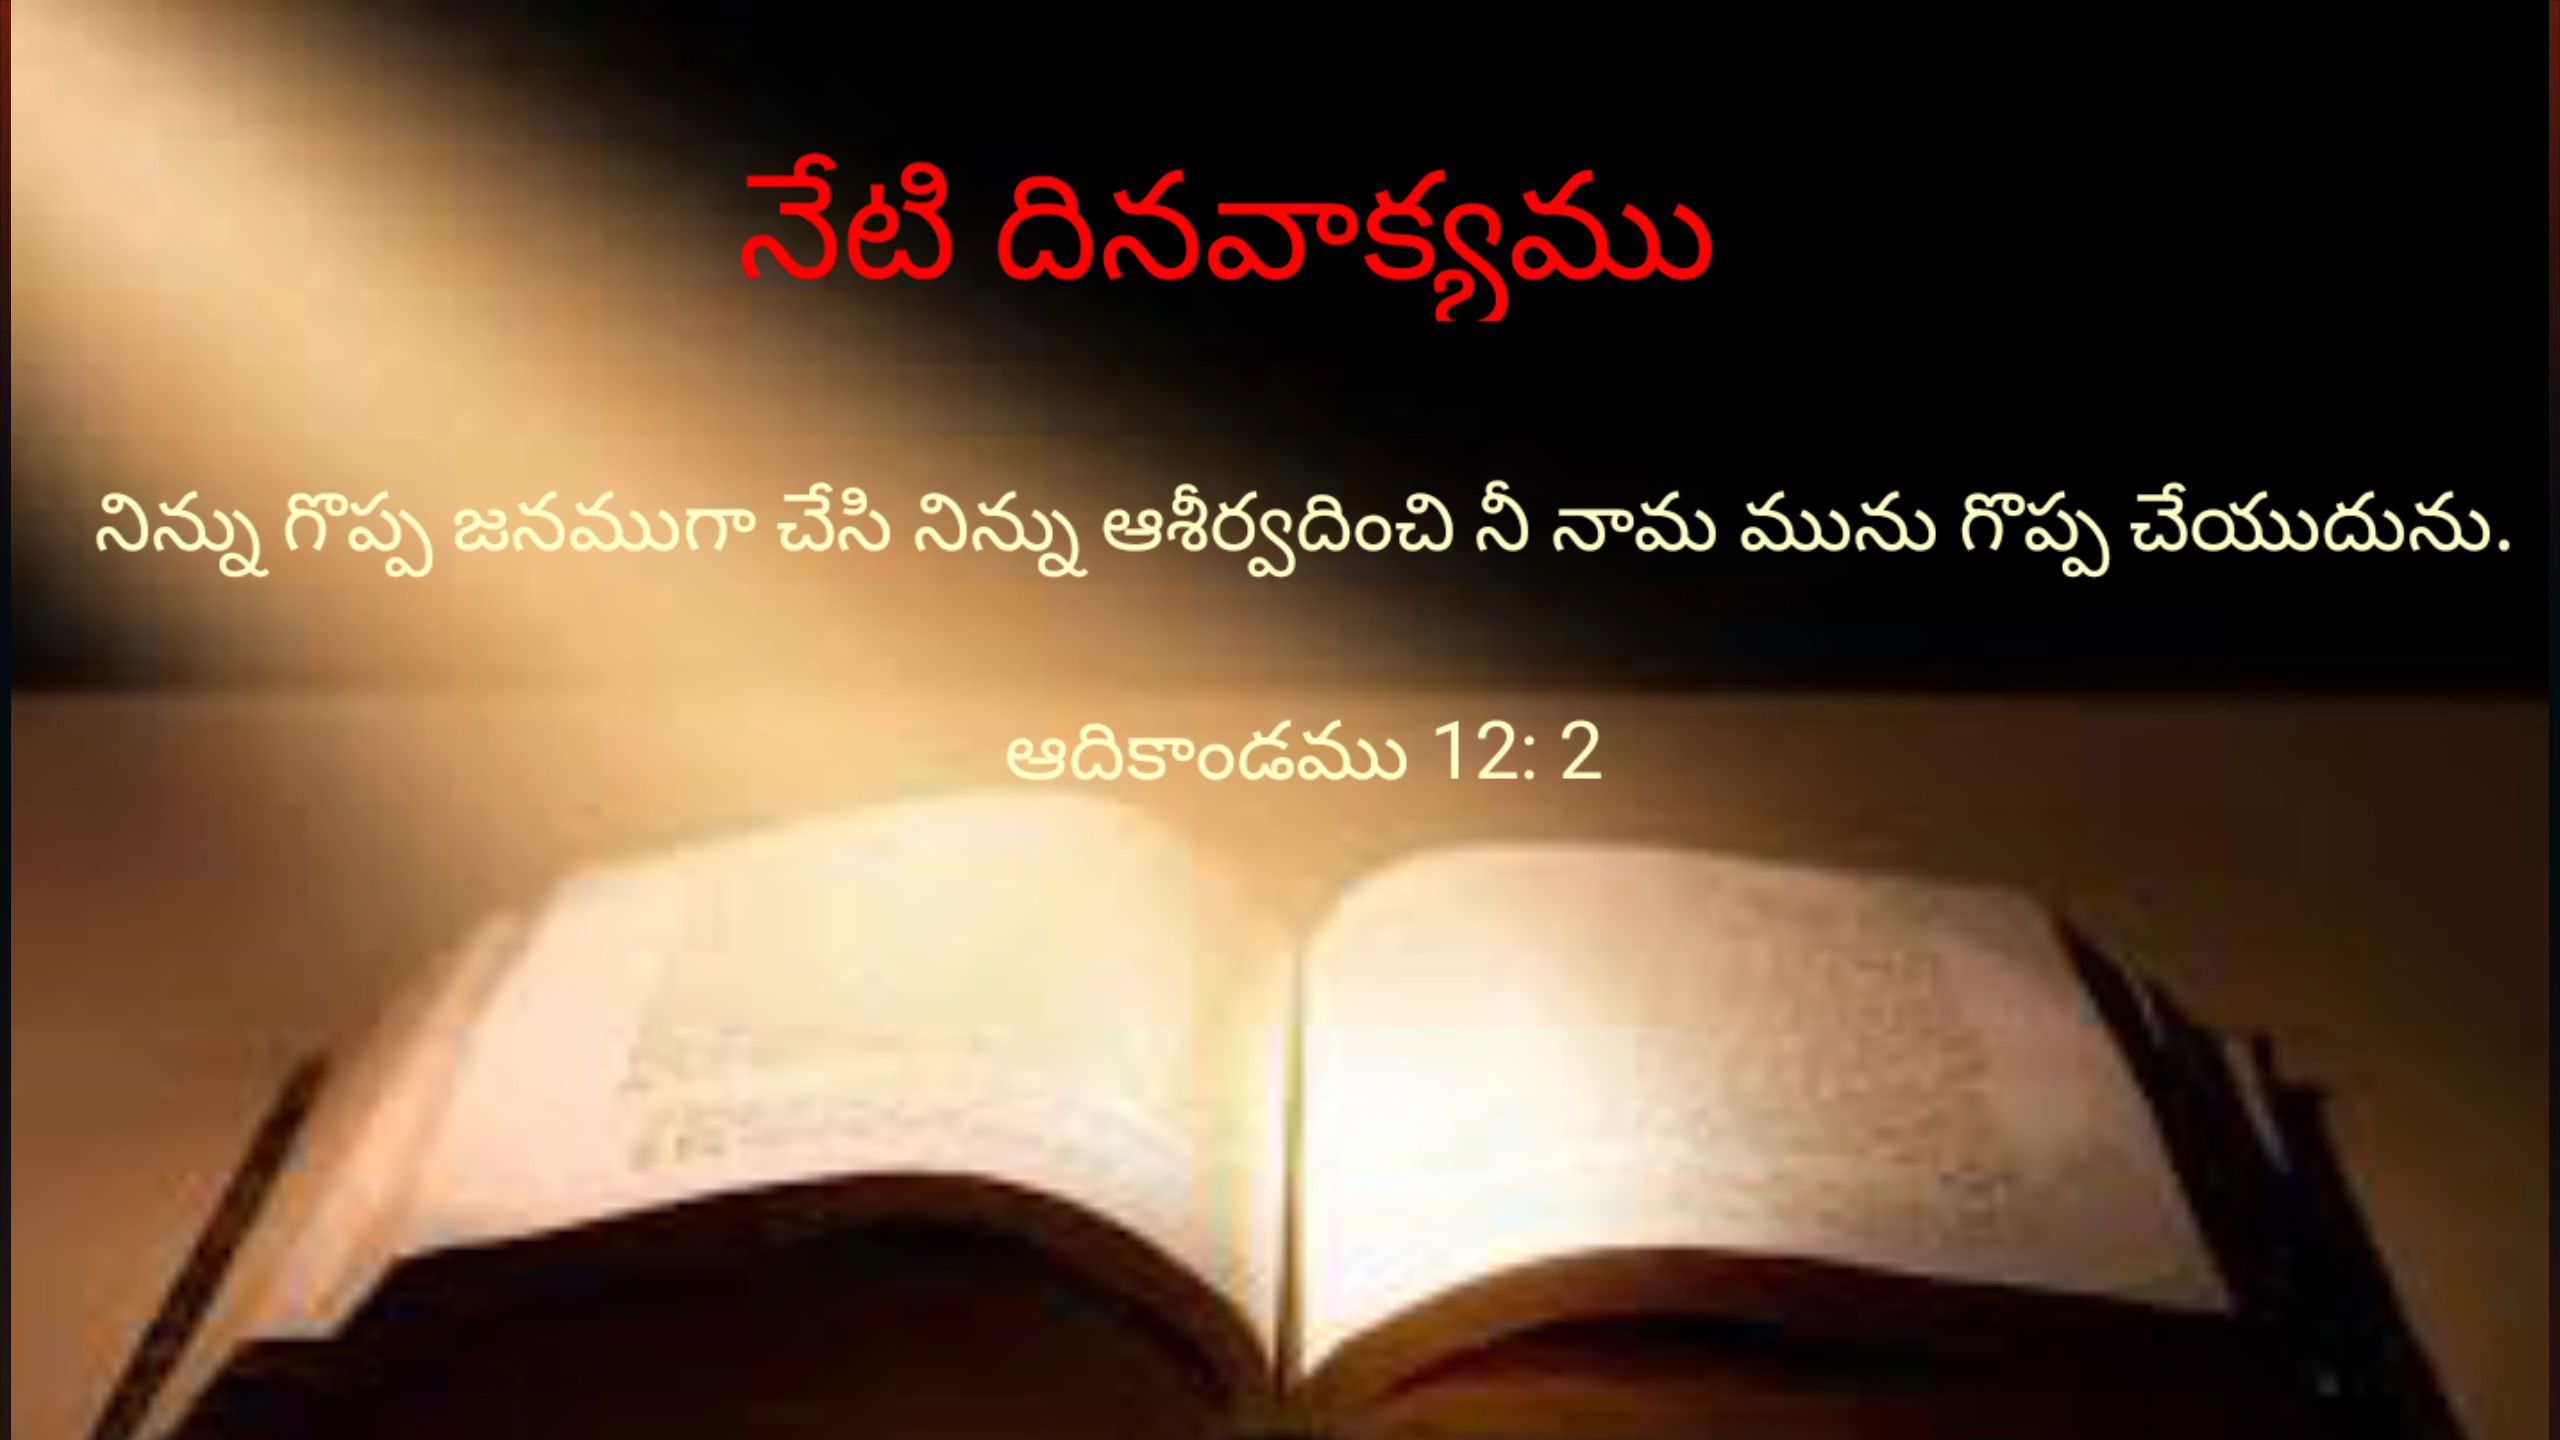 నేటి దినవాక్యము
నిన్ను గొప్ప జనముగా చేసి నిన్ను ఆశీర్వదించి నీ నామ మును గొప్ప చేయుదును.
ఆదికాండము 12: 2